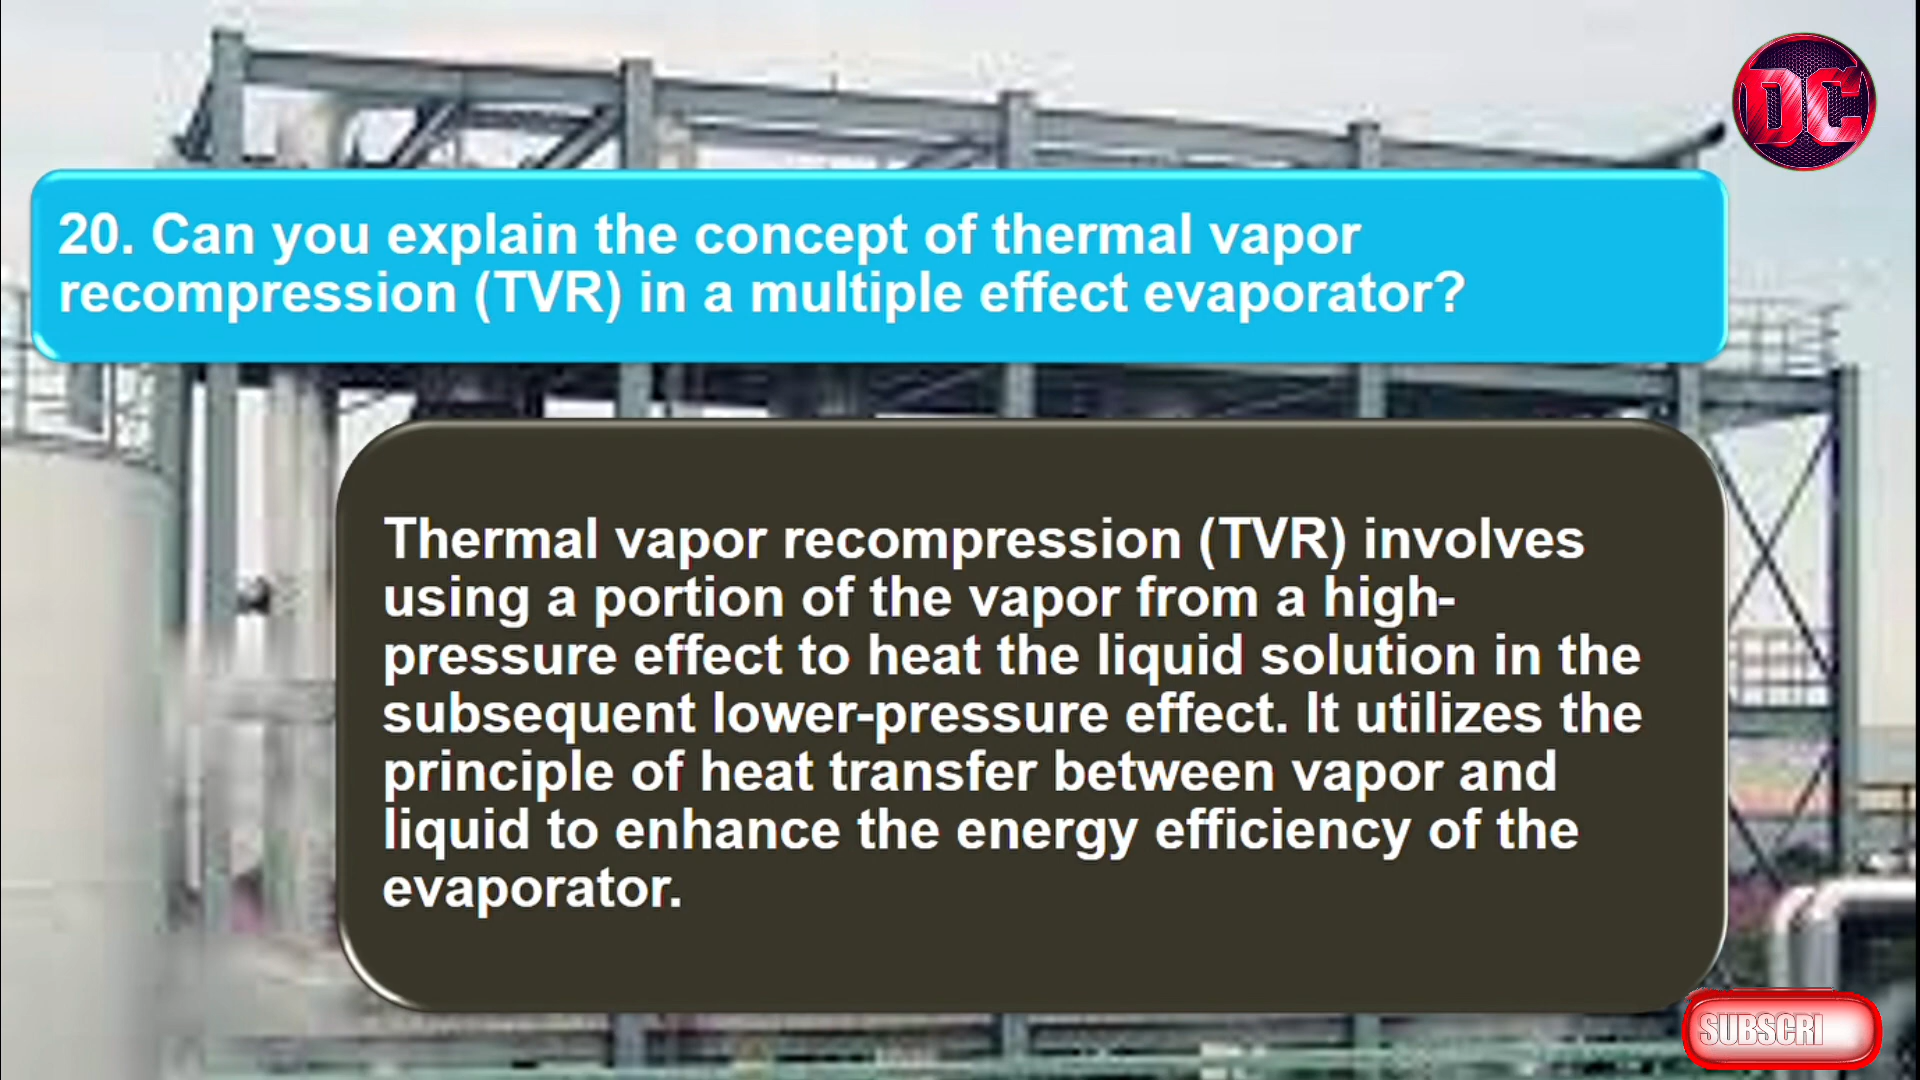 DC
20. Can you explain the concept of thermal vapor
recompression (TVR) in a multiple effect evaporator?
Thermal vapor recompression (TVR) involves
using a portion of the vapor from a high-
pressure effect to heat the liquid solution in the
subsequent lower-pressure effect. It utilizes the
principle of heat transfer between vapor and
liquid to enhance the energy efficiency of the
evaporator.
SUBSCRI